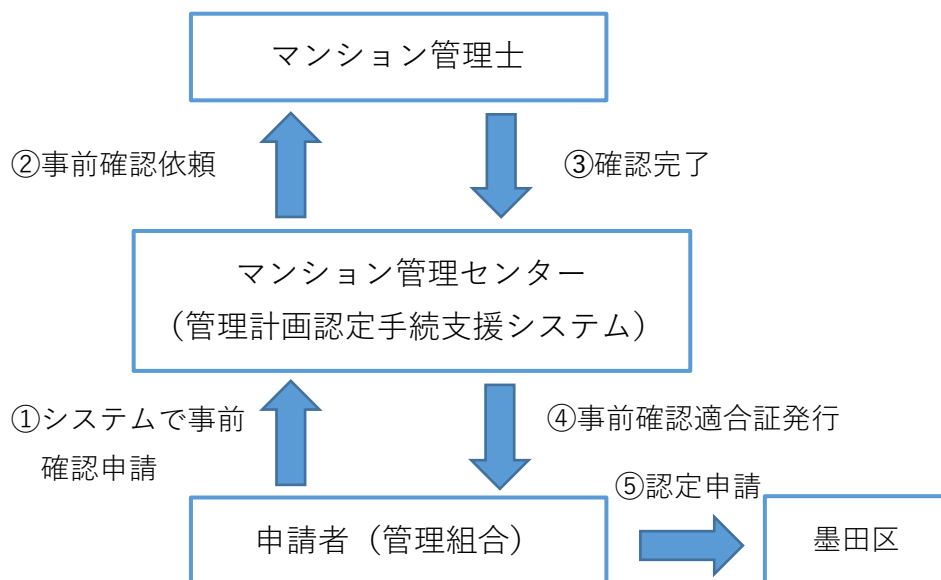 マンション管理士
②事前確認依頼
③確認完了
マンション管理センター
（管理計画認定手続支援システム）
①システムで事前
確認申請
④事前確認適合証発行
⑤認定申請
申請者（管理組合）
墨田区